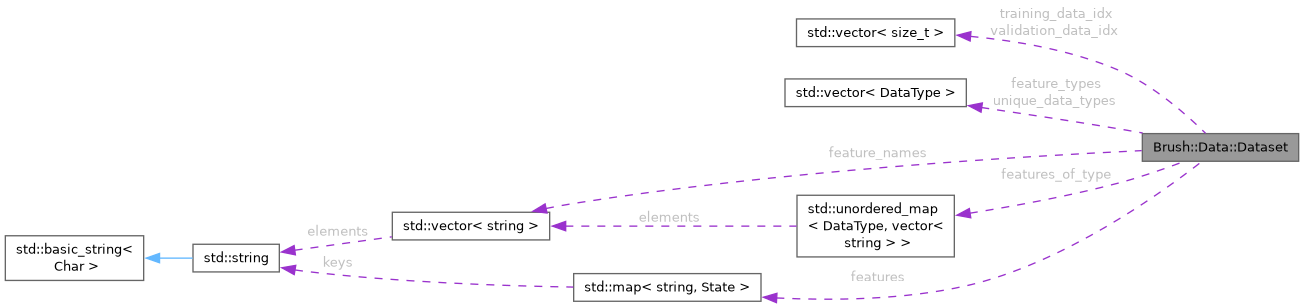 training_data_idx
validation_data_idx
std::vector< size_t >
feature_types
unique_data_types
std::vector< DataType >
Brush::Data::Dataset
feature_names
features_of_type
std::unordered_map
< DataType, vector<
string > >
elements
std::vector< string >
elements
std::basic_string<
Char >
std::string
keys
features
std::map< string, State >